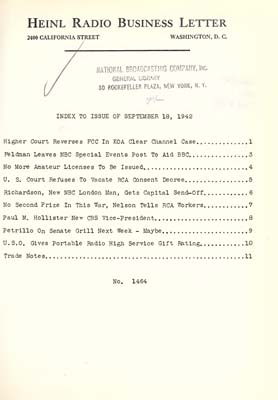 HEINL RADIO BUSINESS LETTER
2400 CALIFORNIA STREET WASHINGTON, D. C.
NATIONAL BROADCASTING COMPANY, INC.
GENERAL LIBRARY
30 ROCKEFELLER PLAZA, NEW YORK, N. Y.
INDEX TO ISSUE OF SEPTEMBER 18, 1942
Higher Court Reverses FCC In KOA Clear Channel Case.............1
Feldman Leaves NBC Special Events Post To Aid BBC...............3
No More Amateur Licenses To Be Issued...........................4
U. S. Court Refuses To Vacate RCA Consent Decree................5
Richardson, New NBC London Man, Gets Capital Send-Off...........6
No Second Prize In This War, Nelson Tells RCA Workers...........7
Paul M. Hollister New CBS Vice-President........................8
Petrillo On Senate Grill Next Week - Maybe......................9
U.S.O. Gives Portable Radio High Service Gift Rating...........10
Trade Notes....................................................11
No. 1464